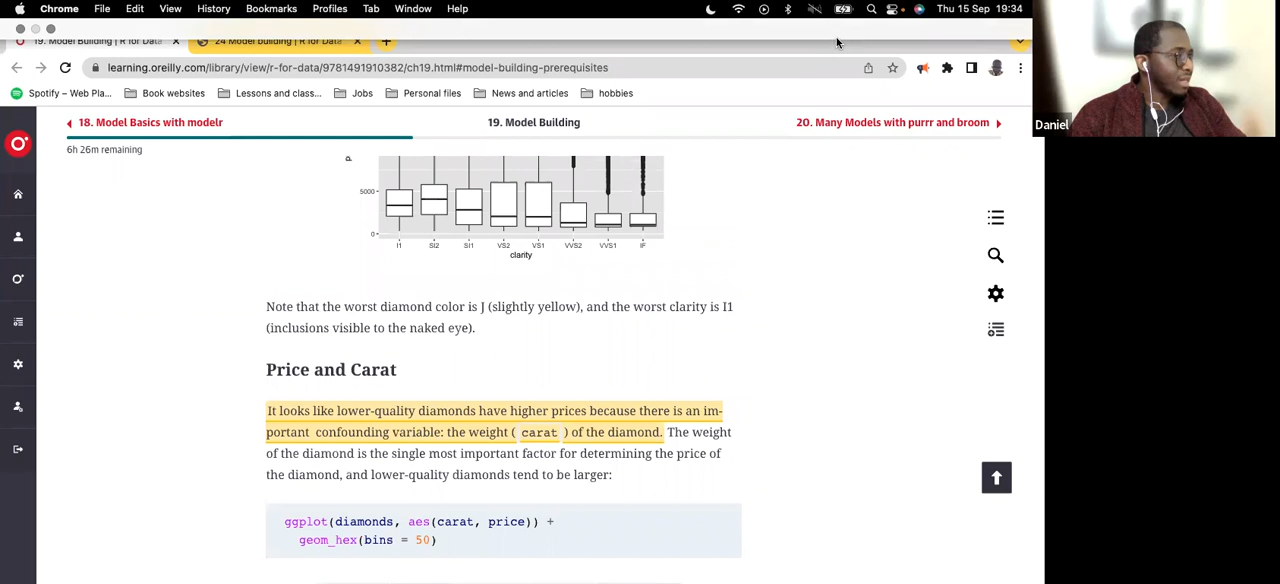 Chrome File Edit View History Bookmarks Profiles Tab Window Help Thu 15 Sep 19:34
19. Model Building | R for Data
24 Model building | R for Data
learning.oreilly.com/library/view/r-for-data/9781491910382/ch19.html#model-building-prerequisites
Spotify – Web Pla... Book websites Lessons and class... Jobs Personal files News and articles hobbies
Daniel
18. Model Basics with modelr 19. Model Building 20. Many Models with purrr and broom
6h 26m remaining
5000
0
I1 SI2 SI1 VS2 VS1 VVS2 VVS1 IF
clarity
Note that the worst diamond color is J (slightly yellow), and the worst clarity is I1
(inclusions visible to the naked eye).
Price and Carat
It looks like lower-quality diamonds have higher prices because there is an im-
portant confounding variable: the weight ( carat ) of the diamond. The weight
of the diamond is the single most important factor for determining the price of
the diamond, and lower-quality diamonds tend to be larger:
ggplot(diamonds, aes(carat, price)) +
geom_hex(bins = 50)